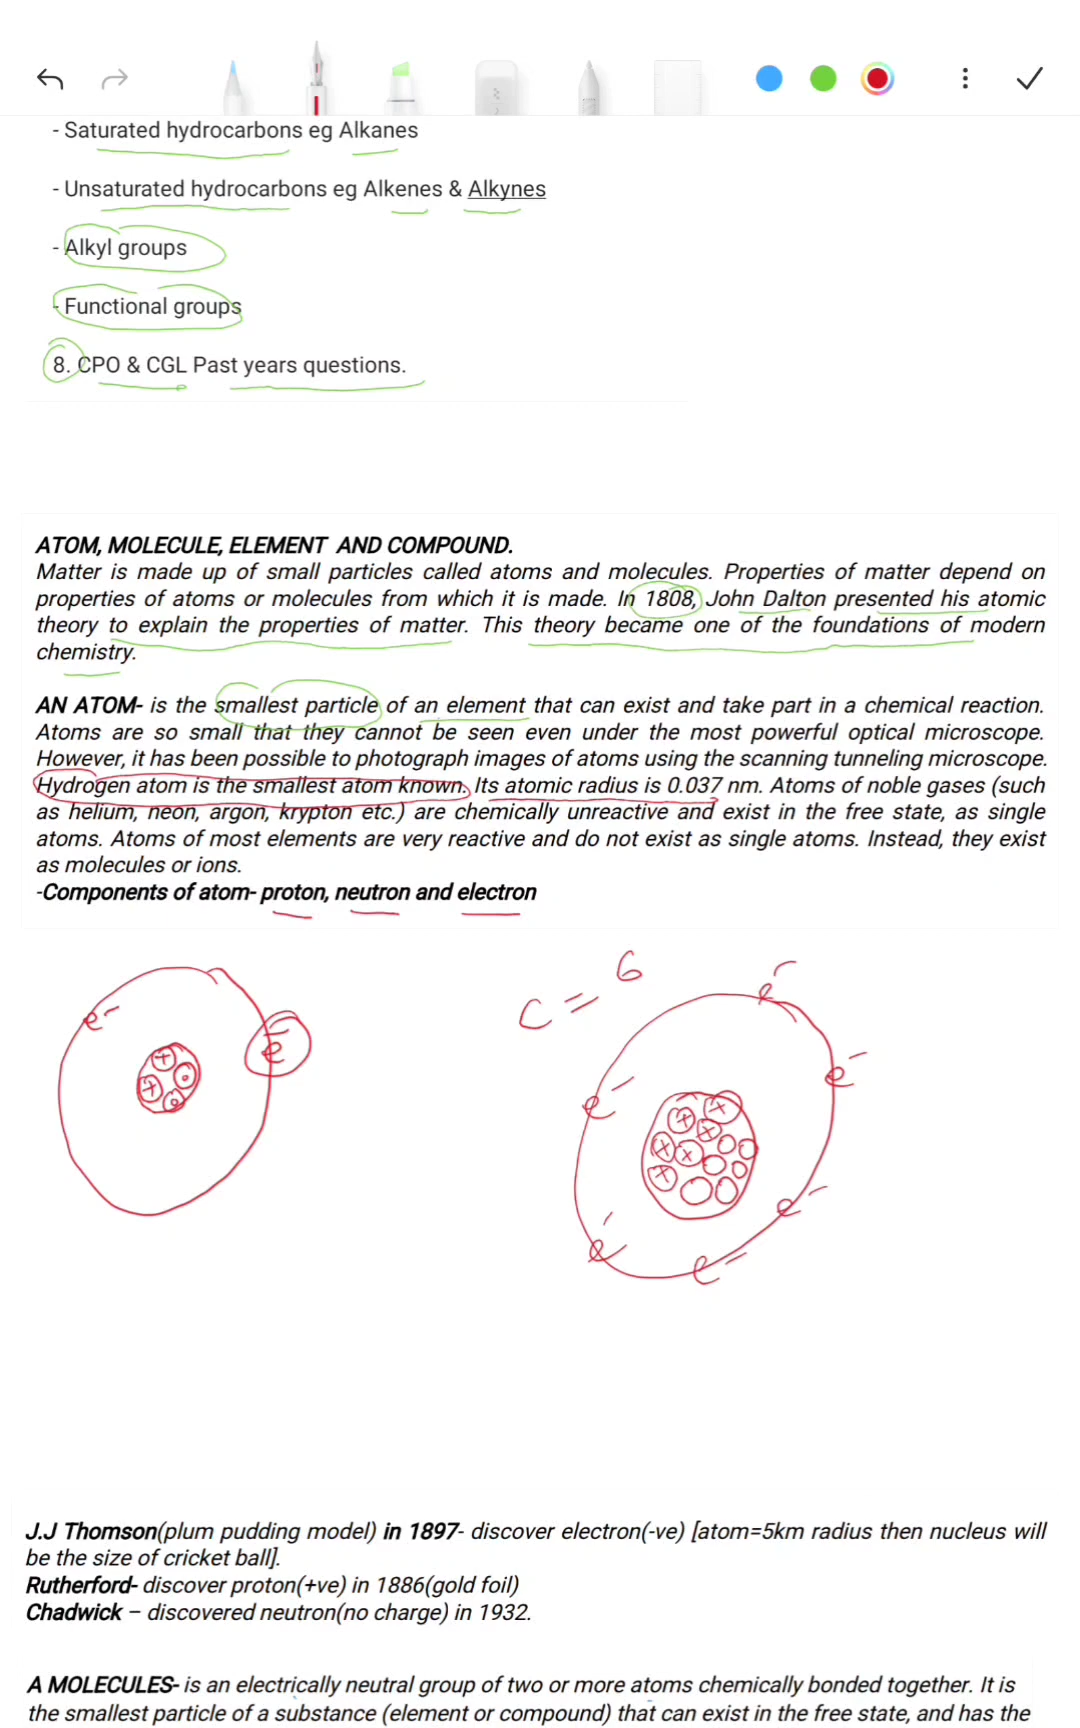 - Saturated hydrocarbons eg Alkanes
- Unsaturated hydrocarbons eg Alkenes & Alkynes
- Alkyl groups
- Functional groups
8. CPO & CGL Past years questions.
ATOM, MOLECULE, ELEMENT AND COMPOUND.
Matter is made up of small particles called atoms and molecules. Properties of matter depend on
properties of atoms or molecules from which it is made. In 1808, John Dalton presented his atomic
theory to explain the properties of matter. This theory became one of the foundations of modern
chemistry.
AN ATOM- is the smallest particle of an element that can exist and take part in a chemical reaction.
Atoms are so small that they cannot be seen even under the most powerful optical microscope.
However, it has been possible to photograph images of atoms using the scanning tunneling microscope.
Hydrogen atom is the smallest atom known. Its atomic radius is 0.037 nm. Atoms of noble gases (such
as helium, neon, argon, krypton etc.) are chemically unreactive and exist in the free state, as single
atoms. Atoms of most elements are very reactive and do not exist as single atoms. Instead, they exist
as molecules or ions.
-Components of atom- proton, neutron and electron
C = 6
e-
e-
+
+
e-
e-
e-
e-
e-
e-
+ +
+
+ +
+
J.J Thomson(plum pudding model) in 1897- discover electron(-ve) [atom=5km radius then nucleus will
be the size of cricket ball].
Rutherford- discover proton(+ve) in 1886(gold foil)
Chadwick – discovered neutron(no charge) in 1932.
A MOLECULES- is an electrically neutral group of two or more atoms chemically bonded together. It is
the smallest particle of a substance (element or compound) that can exist in the free state, and has the